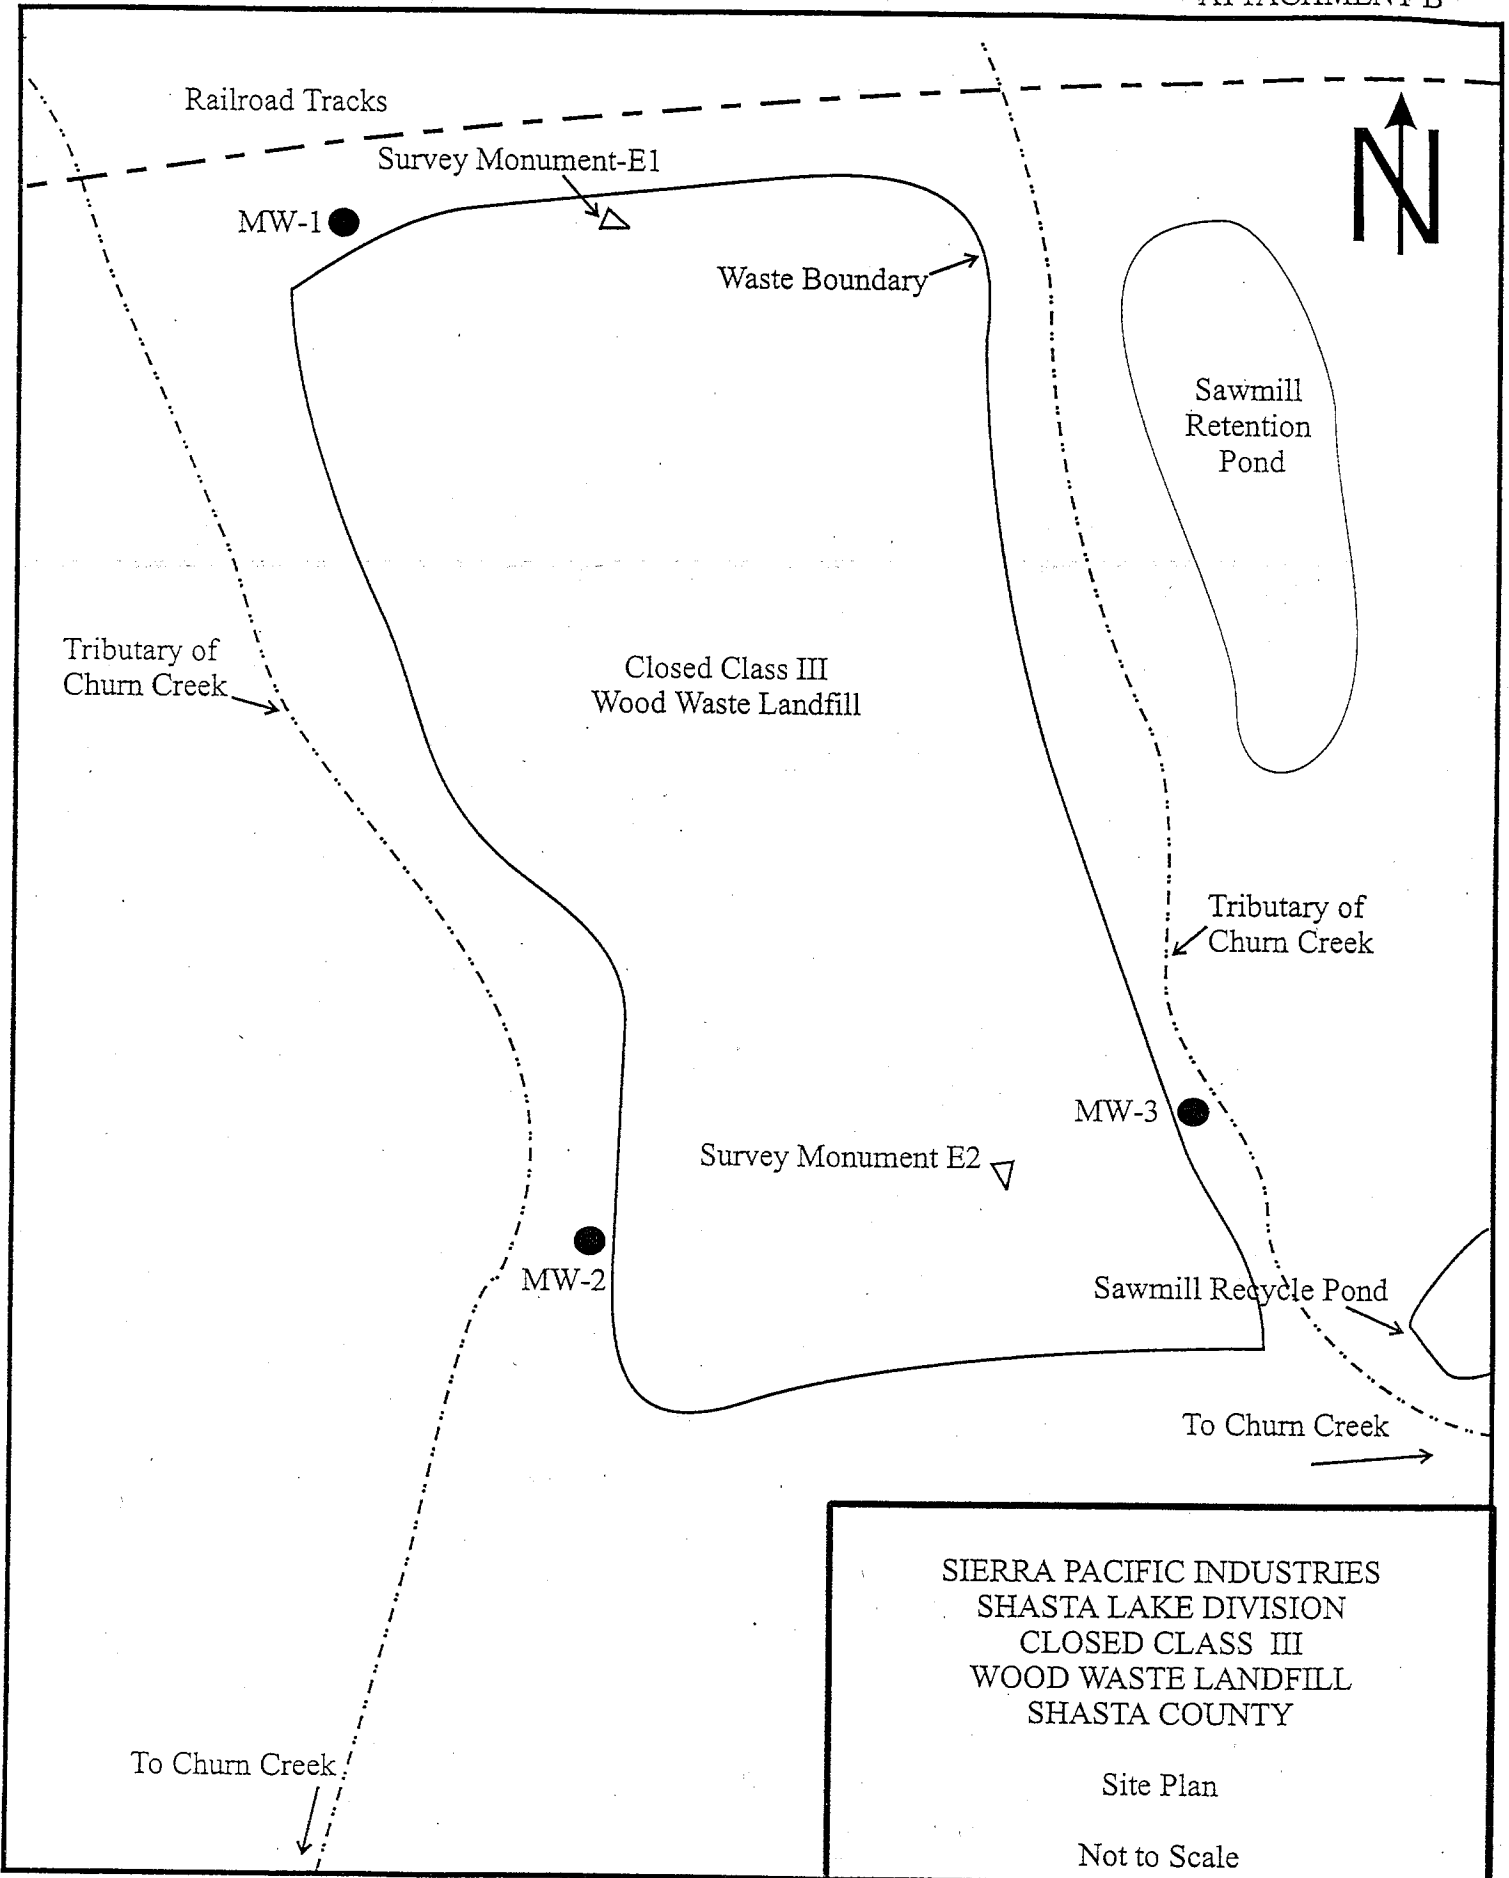 ATTACHMENT B
Railroad Tracks
Survey Monument-E1
N
MW-1
Waste Boundary
Sawmill
Retention
Pond
Tributary of
Churn Creek
Closed Class III
Wood Waste Landfill
Tributary of
Churn Creek
MW-3
Survey Monument E2
MW-2
Sawmill Recycle Pond
To Churn Creek
SIERRA PACIFIC INDUSTRIES
SHASTA LAKE DIVISION
CLOSED CLASS III
WOOD WASTE LANDFILL
SHASTA COUNTY
Site Plan
Not to Scale
To Churn Creek